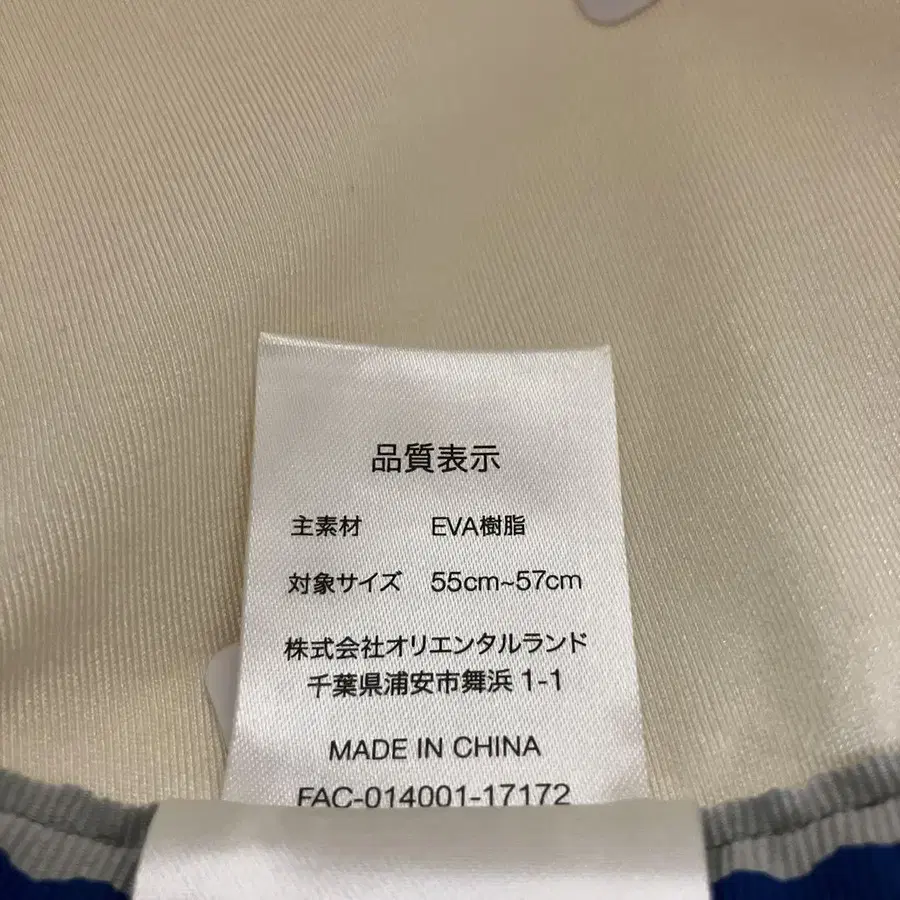 品質表示
主素材 EVA樹脂
対象サイズ 55cm~57cm
株式会社オリエンタルランド
千葉県浦安市舞浜1-1
MADE IN CHINA
FAC-014001-17172